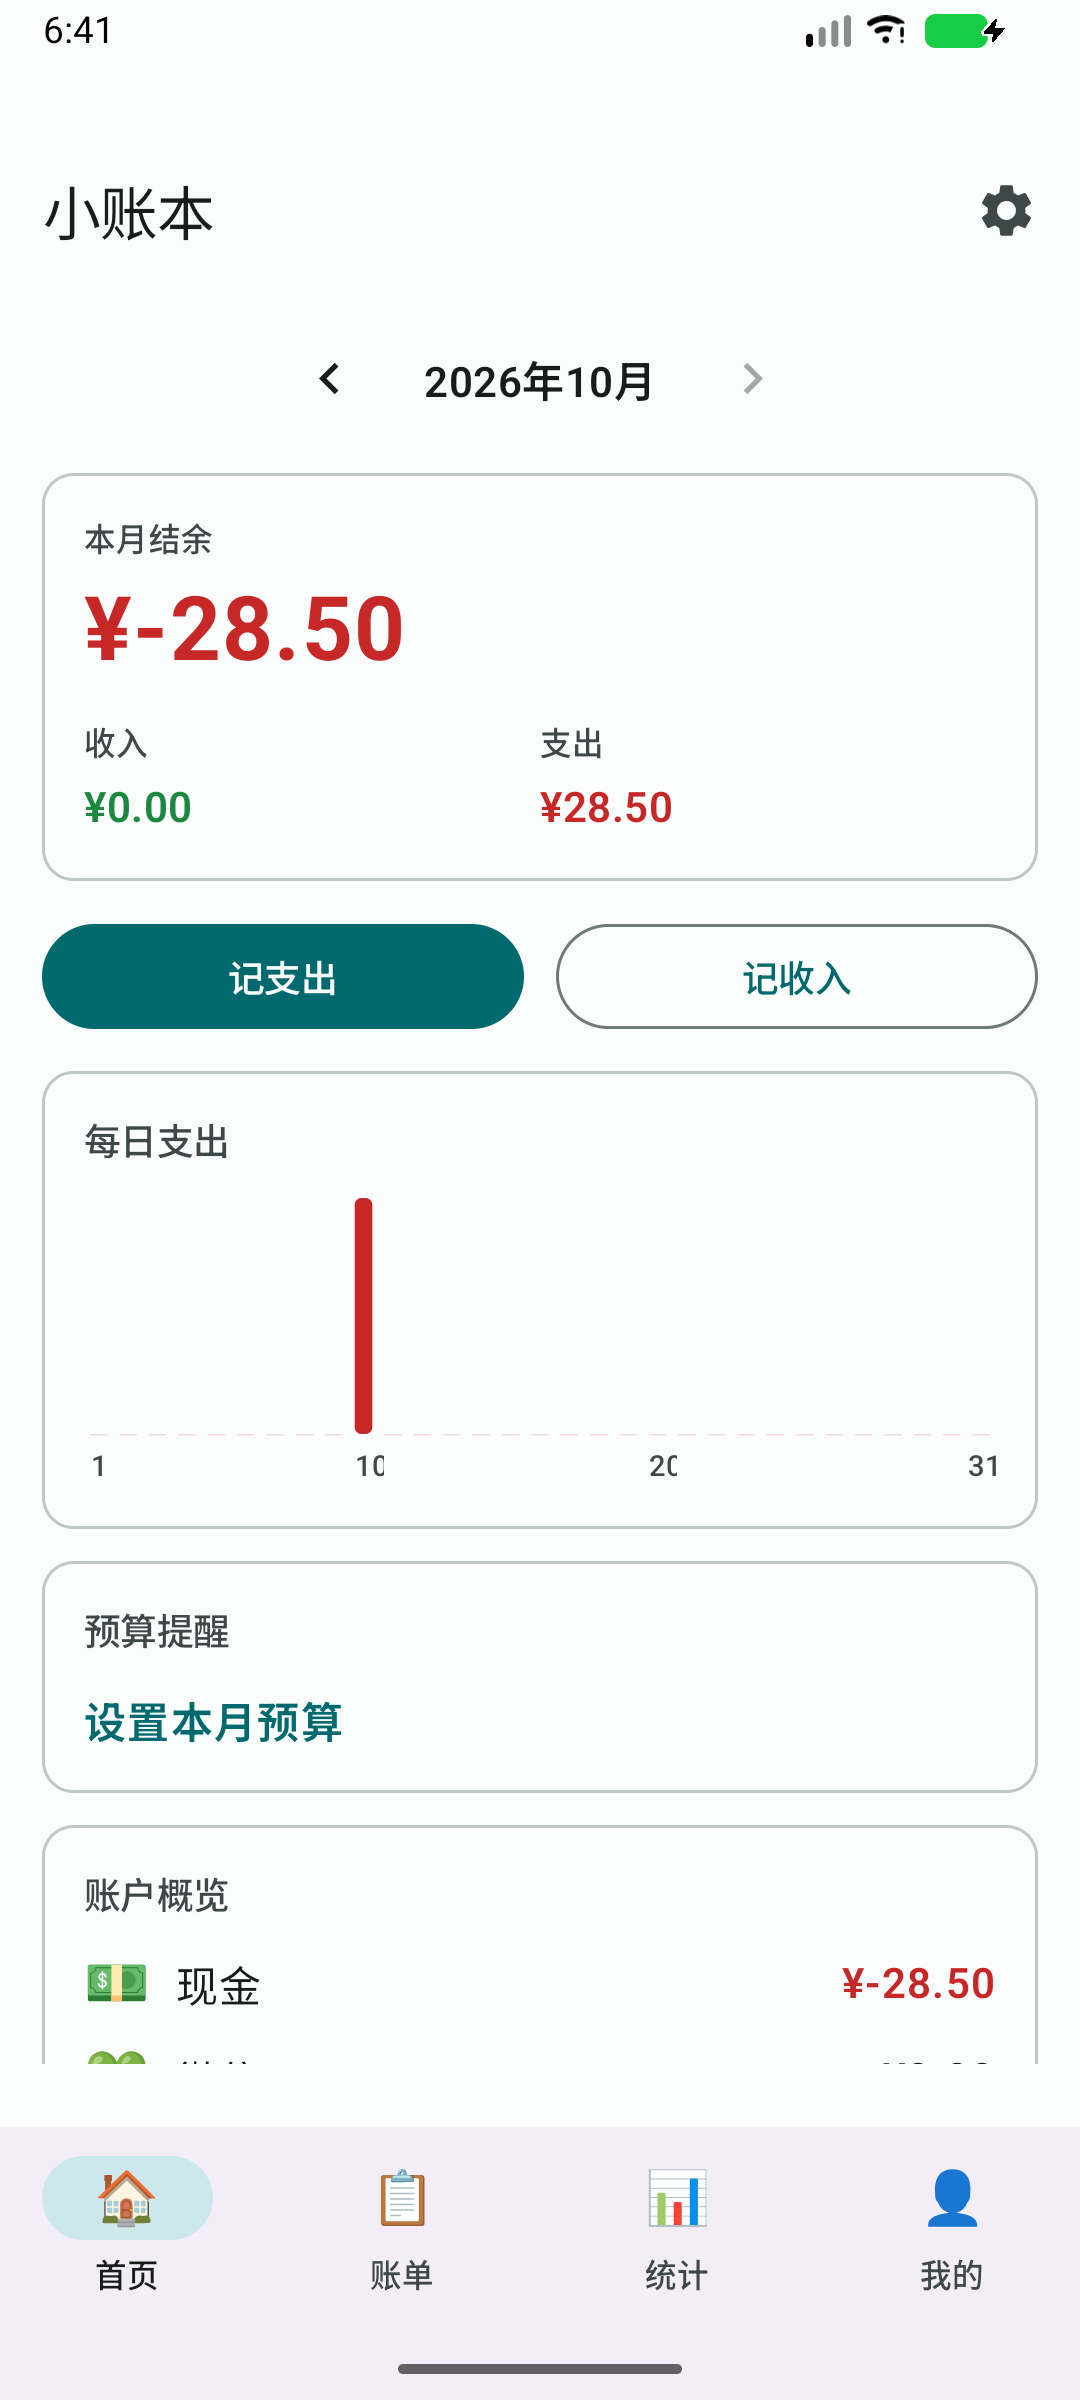 6:41
小账本
2026年10月
本月结余
¥-28.50
收入 支出
¥0.00 ¥28.50
记支出 记收入
每日支出
1 10 20 31
预算提醒
设置本月预算
账户概览
现金 ¥-28.50
首页 账单 统计 我的